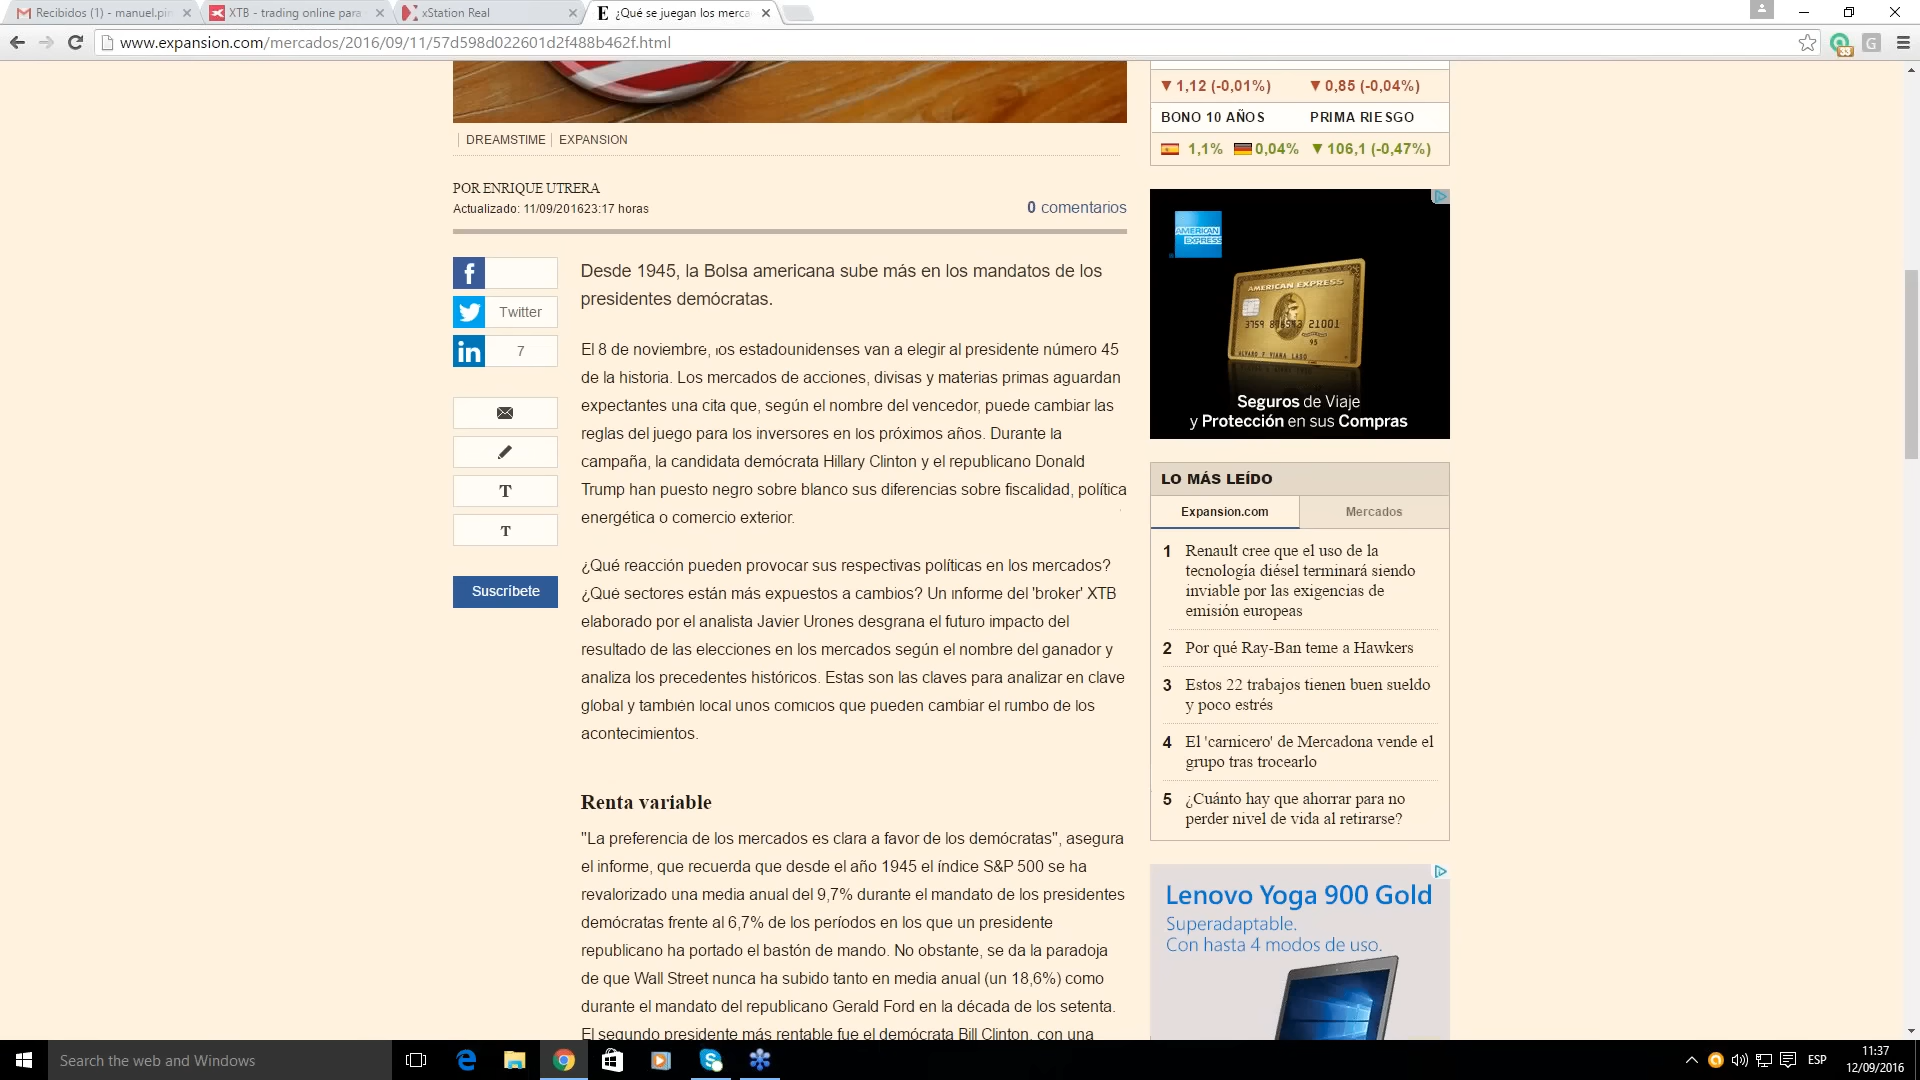 Recibidos (1) - manuel.pin
XTB - trading online para
xStation Real
¿Qué se juegan los merca
www.expansion.com/mercados/2016/09/11/57d598d022601d2f488b462f.html
33
G
DREAMSTIME | EXPANSION
POR ENRIQUE UTRERA
Actualizado: 11/09/201623:17 horas
0 comentarios
Twitter
7
T
T
Suscríbete
Desde 1945, la Bolsa americana sube más en los mandatos de los
presidentes demócratas.
El 8 de noviembre, los estadounidenses van a elegir al presidente número 45
de la historia. Los mercados de acciones, divisas y materias primas aguardan
expectantes una cita que, según el nombre del vencedor, puede cambiar las
reglas del juego para los inversores en los próximos años. Durante la
campaña, la candidata demócrata Hillary Clinton y el republicano Donald
Trump han puesto negro sobre blanco sus diferencias sobre fiscalidad, política
energética o comercio exterior.
¿Qué reacción pueden provocar sus respectivas políticas en los mercados?
¿Qué sectores están más expuestos a cambios? Un informe del 'broker' XTB
elaborado por el analista Javier Urones desgrana el futuro impacto del
resultado de las elecciones en los mercados según el nombre del ganador y
analiza los precedentes históricos. Estas son las claves para analizar en clave
global y también local unos comicios que pueden cambiar el rumbo de los
acontecimientos.
Renta variable
"La preferencia de los mercados es clara a favor de los demócratas", asegura
el informe, que recuerda que desde el año 1945 el índice S&P 500 se ha
revalorizado una media anual del 9,7% durante el mandato de los presidentes
demócratas frente al 6,7% de los períodos en los que un presidente
republicano ha portado el bastón de mando. No obstante, se da la paradoja
de que Wall Street nunca ha subido tanto en media anual (un 18,6%) como
durante el mandato del republicano Gerald Ford en la década de los setenta.
El segundo presidente más rentable fue el demócrata Bill Clinton, con una
▼ 1,12 (-0,01%) ▼ 0,85 (-0,04%)
BONO 10 AÑOS PRIMA RIESGO
1,1% 0,04% ▼ 106,1 (-0,47%)
AMERICAN EXPRESS
AMERICAN EXPRESS
21001
95
Seguros de Viaje
y Protección en sus Compras
LO MÁS LEÍDO
Expansion.com Mercados
1 Renault cree que el uso de la
tecnología diésel terminará siendo
inviable por las exigencias de
emisión europeas
2 Por qué Ray-Ban teme a Hawkers
3 Estos 22 trabajos tienen buen sueldo
y poco estrés
4 El 'carnicero' de Mercadona vende el
grupo tras trocearlo
5 ¿Cuánto hay que ahorrar para no
perder nivel de vida al retirarse?
Lenovo Yoga 900 Gold
Superadaptable.
Con hasta 4 modos de uso.
Search the web and Windows
ESP
11:37
12/09/2016